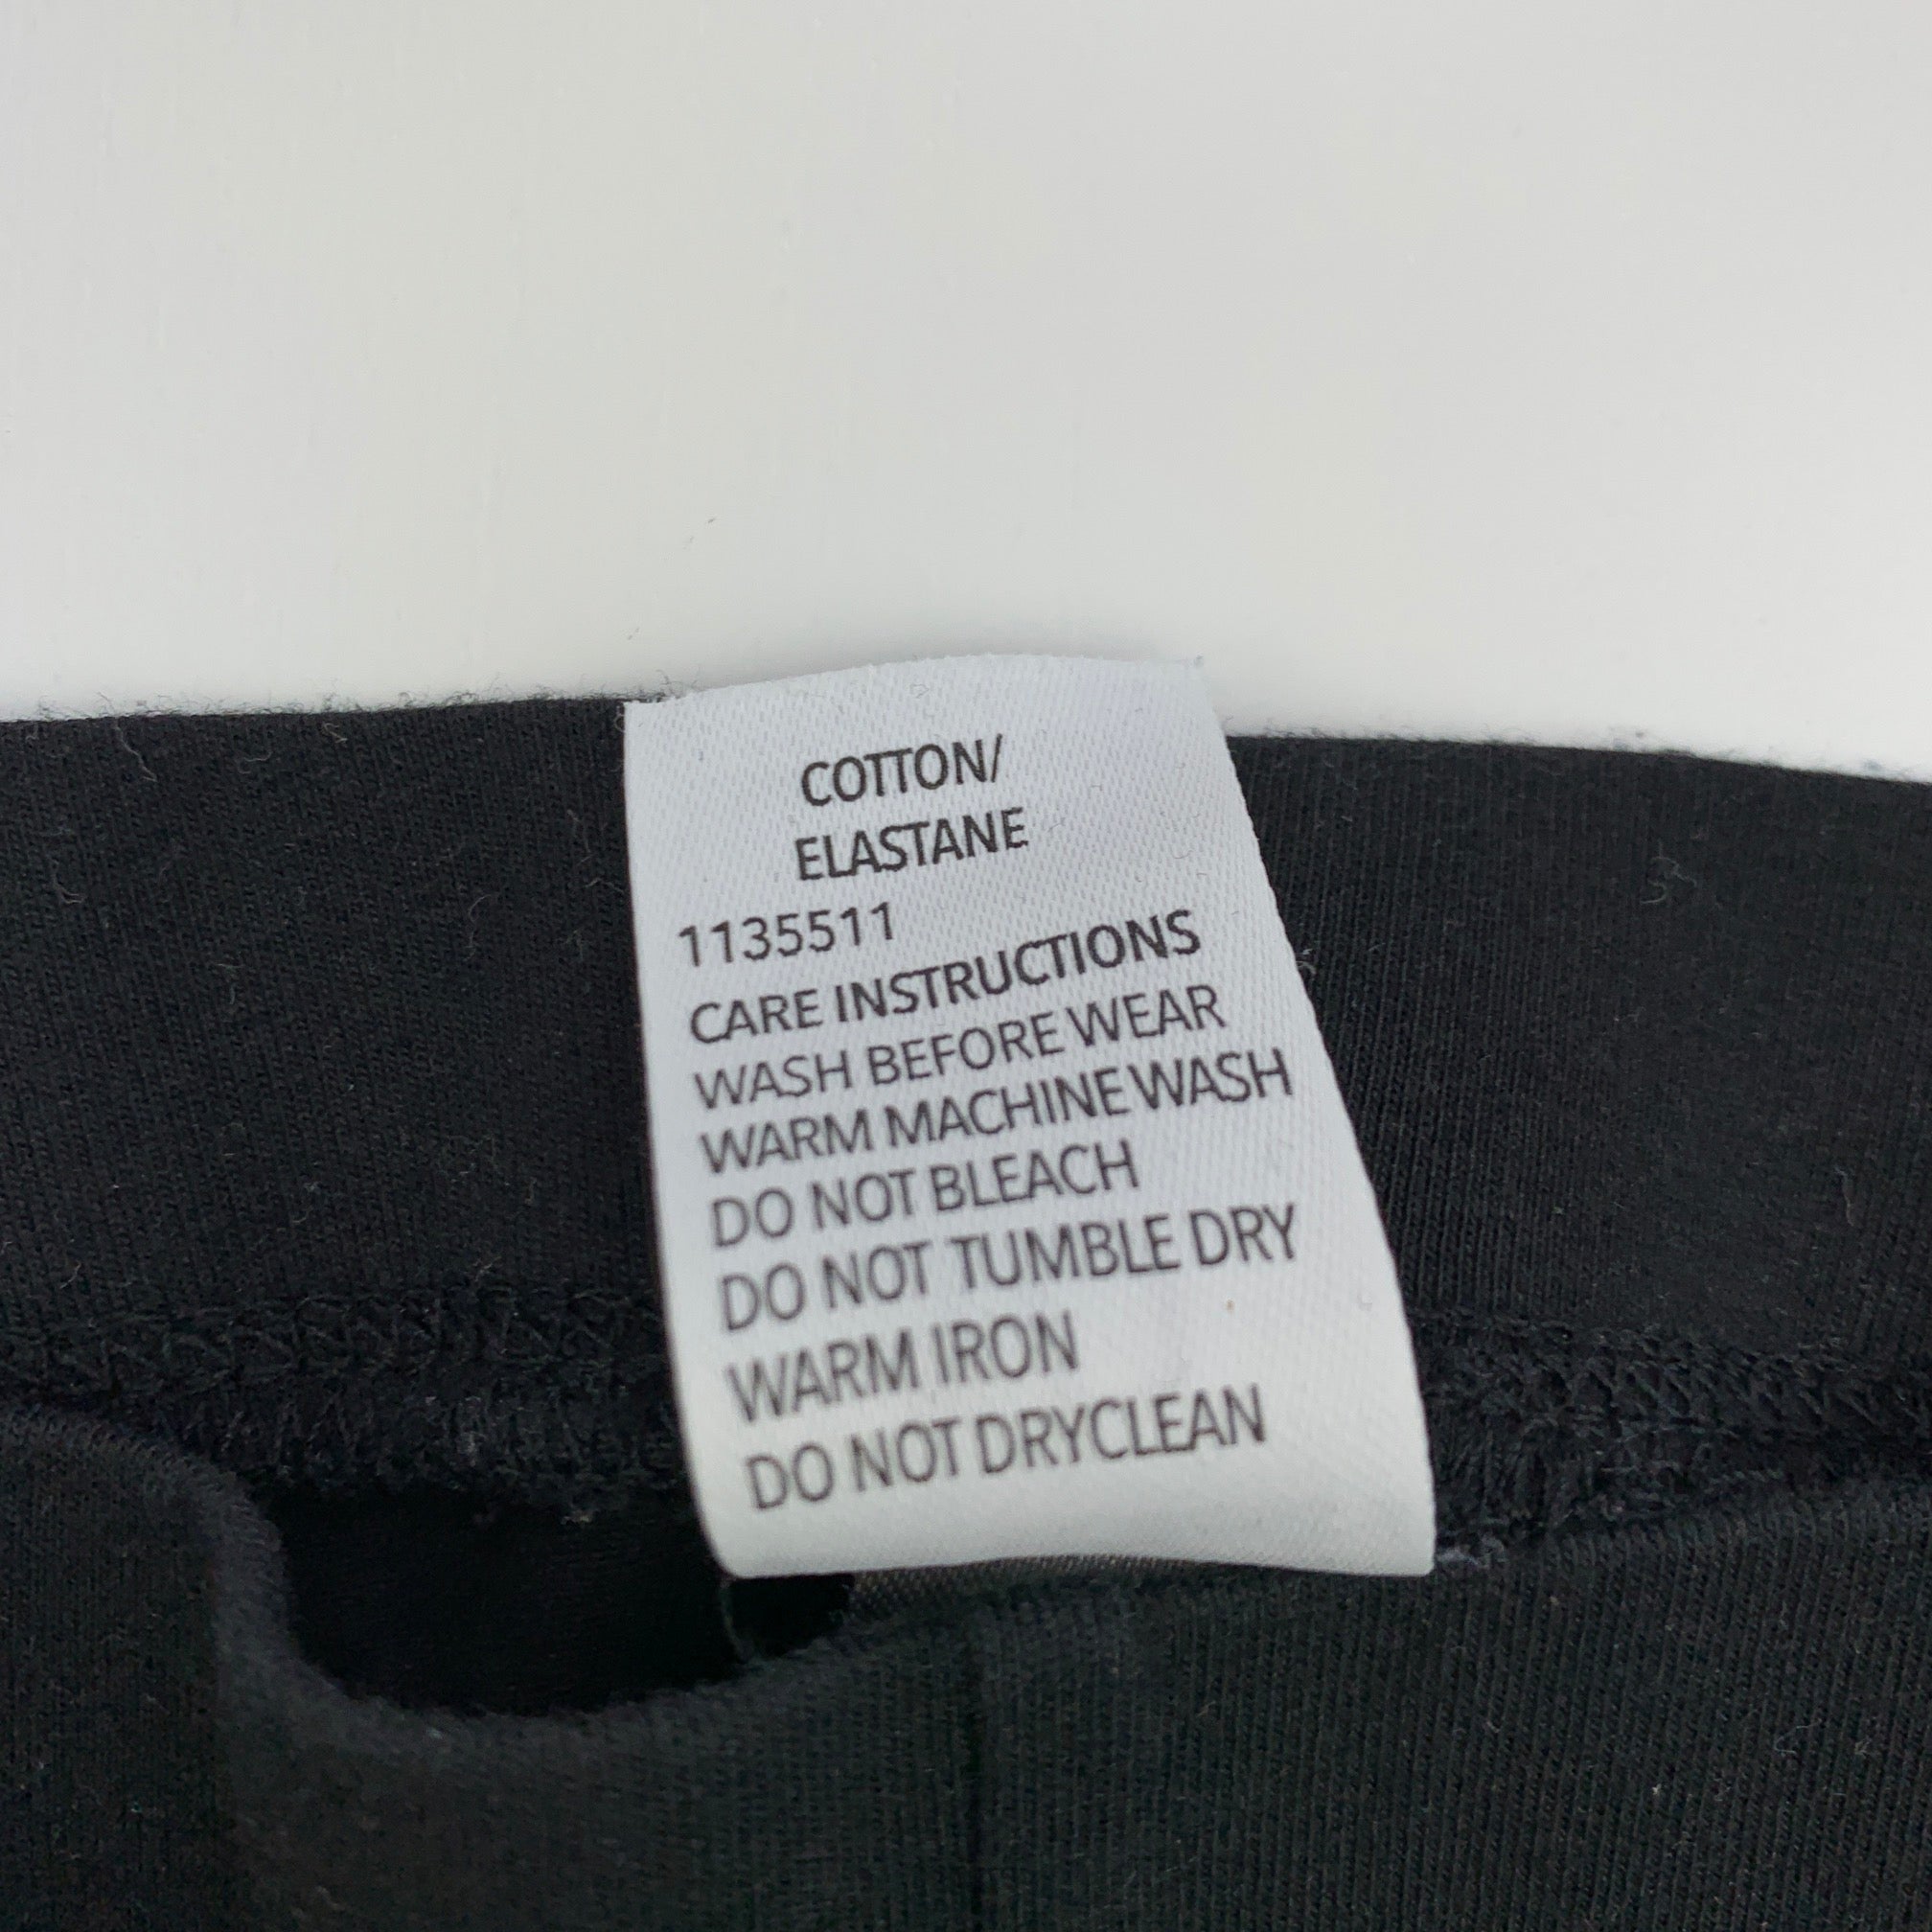 COTTON/
ELASTANE
1135511
CARE INSTRUCTIONS
WASH BEFORE WEAR
WARM MACHINE WASH
DO NOT BLEACH
DO NOT TUMBLE DRY
WARM IRON
DO NOT DRYCLEAN